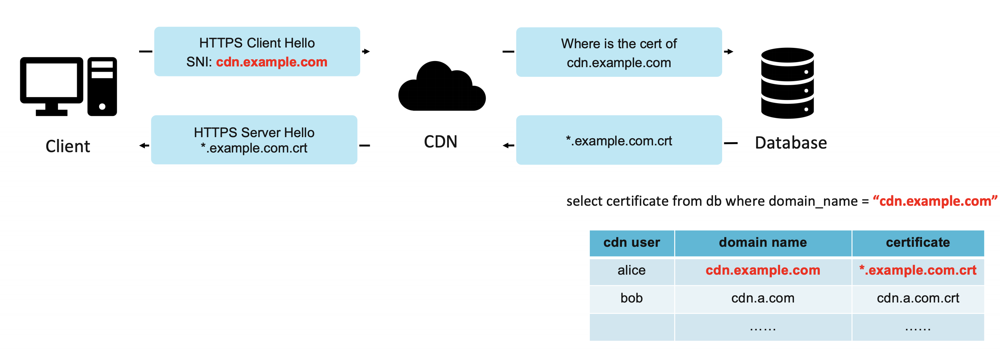 HTTPS Client Hello
SNI: cdn.example.com
Where is the cert of
cdn.example.com
Client
HTTPS Server Hello
*.example.com.crt
CDN
*.example.com.crt
Database
select certificate from db where domain_name = “cdn.example.com”
cdn user domain name certificate
alice cdn.example.com *.example.com.crt
bob cdn.a.com cdn.a.com.crt
…… ……